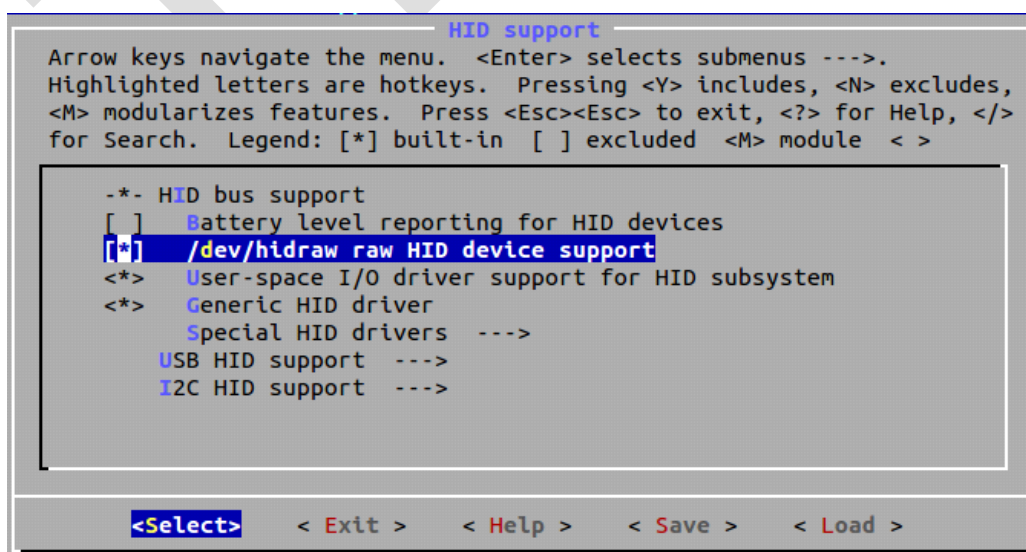 HID support
Arrow keys navigate the menu.  <Enter> selects submenus --->.
Highlighted letters are hotkeys.  Pressing <Y> includes, <N> excludes,
<M> modularizes features.  Press <Esc><Esc> to exit, <?> for Help, </>
for Search.  Legend: [*] built-in  [ ] excluded  <M> module  < >
-*- HID bus support
[ ]   Battery level reporting for HID devices
[*]   /dev/hidraw raw HID device support
<*>   User-space I/O driver support for HID subsystem
<*>   Generic HID driver
Special HID drivers  --->
USB HID support  --->
I2C HID support  --->
<Select>    < Exit >    < Help >    < Save >    < Load >